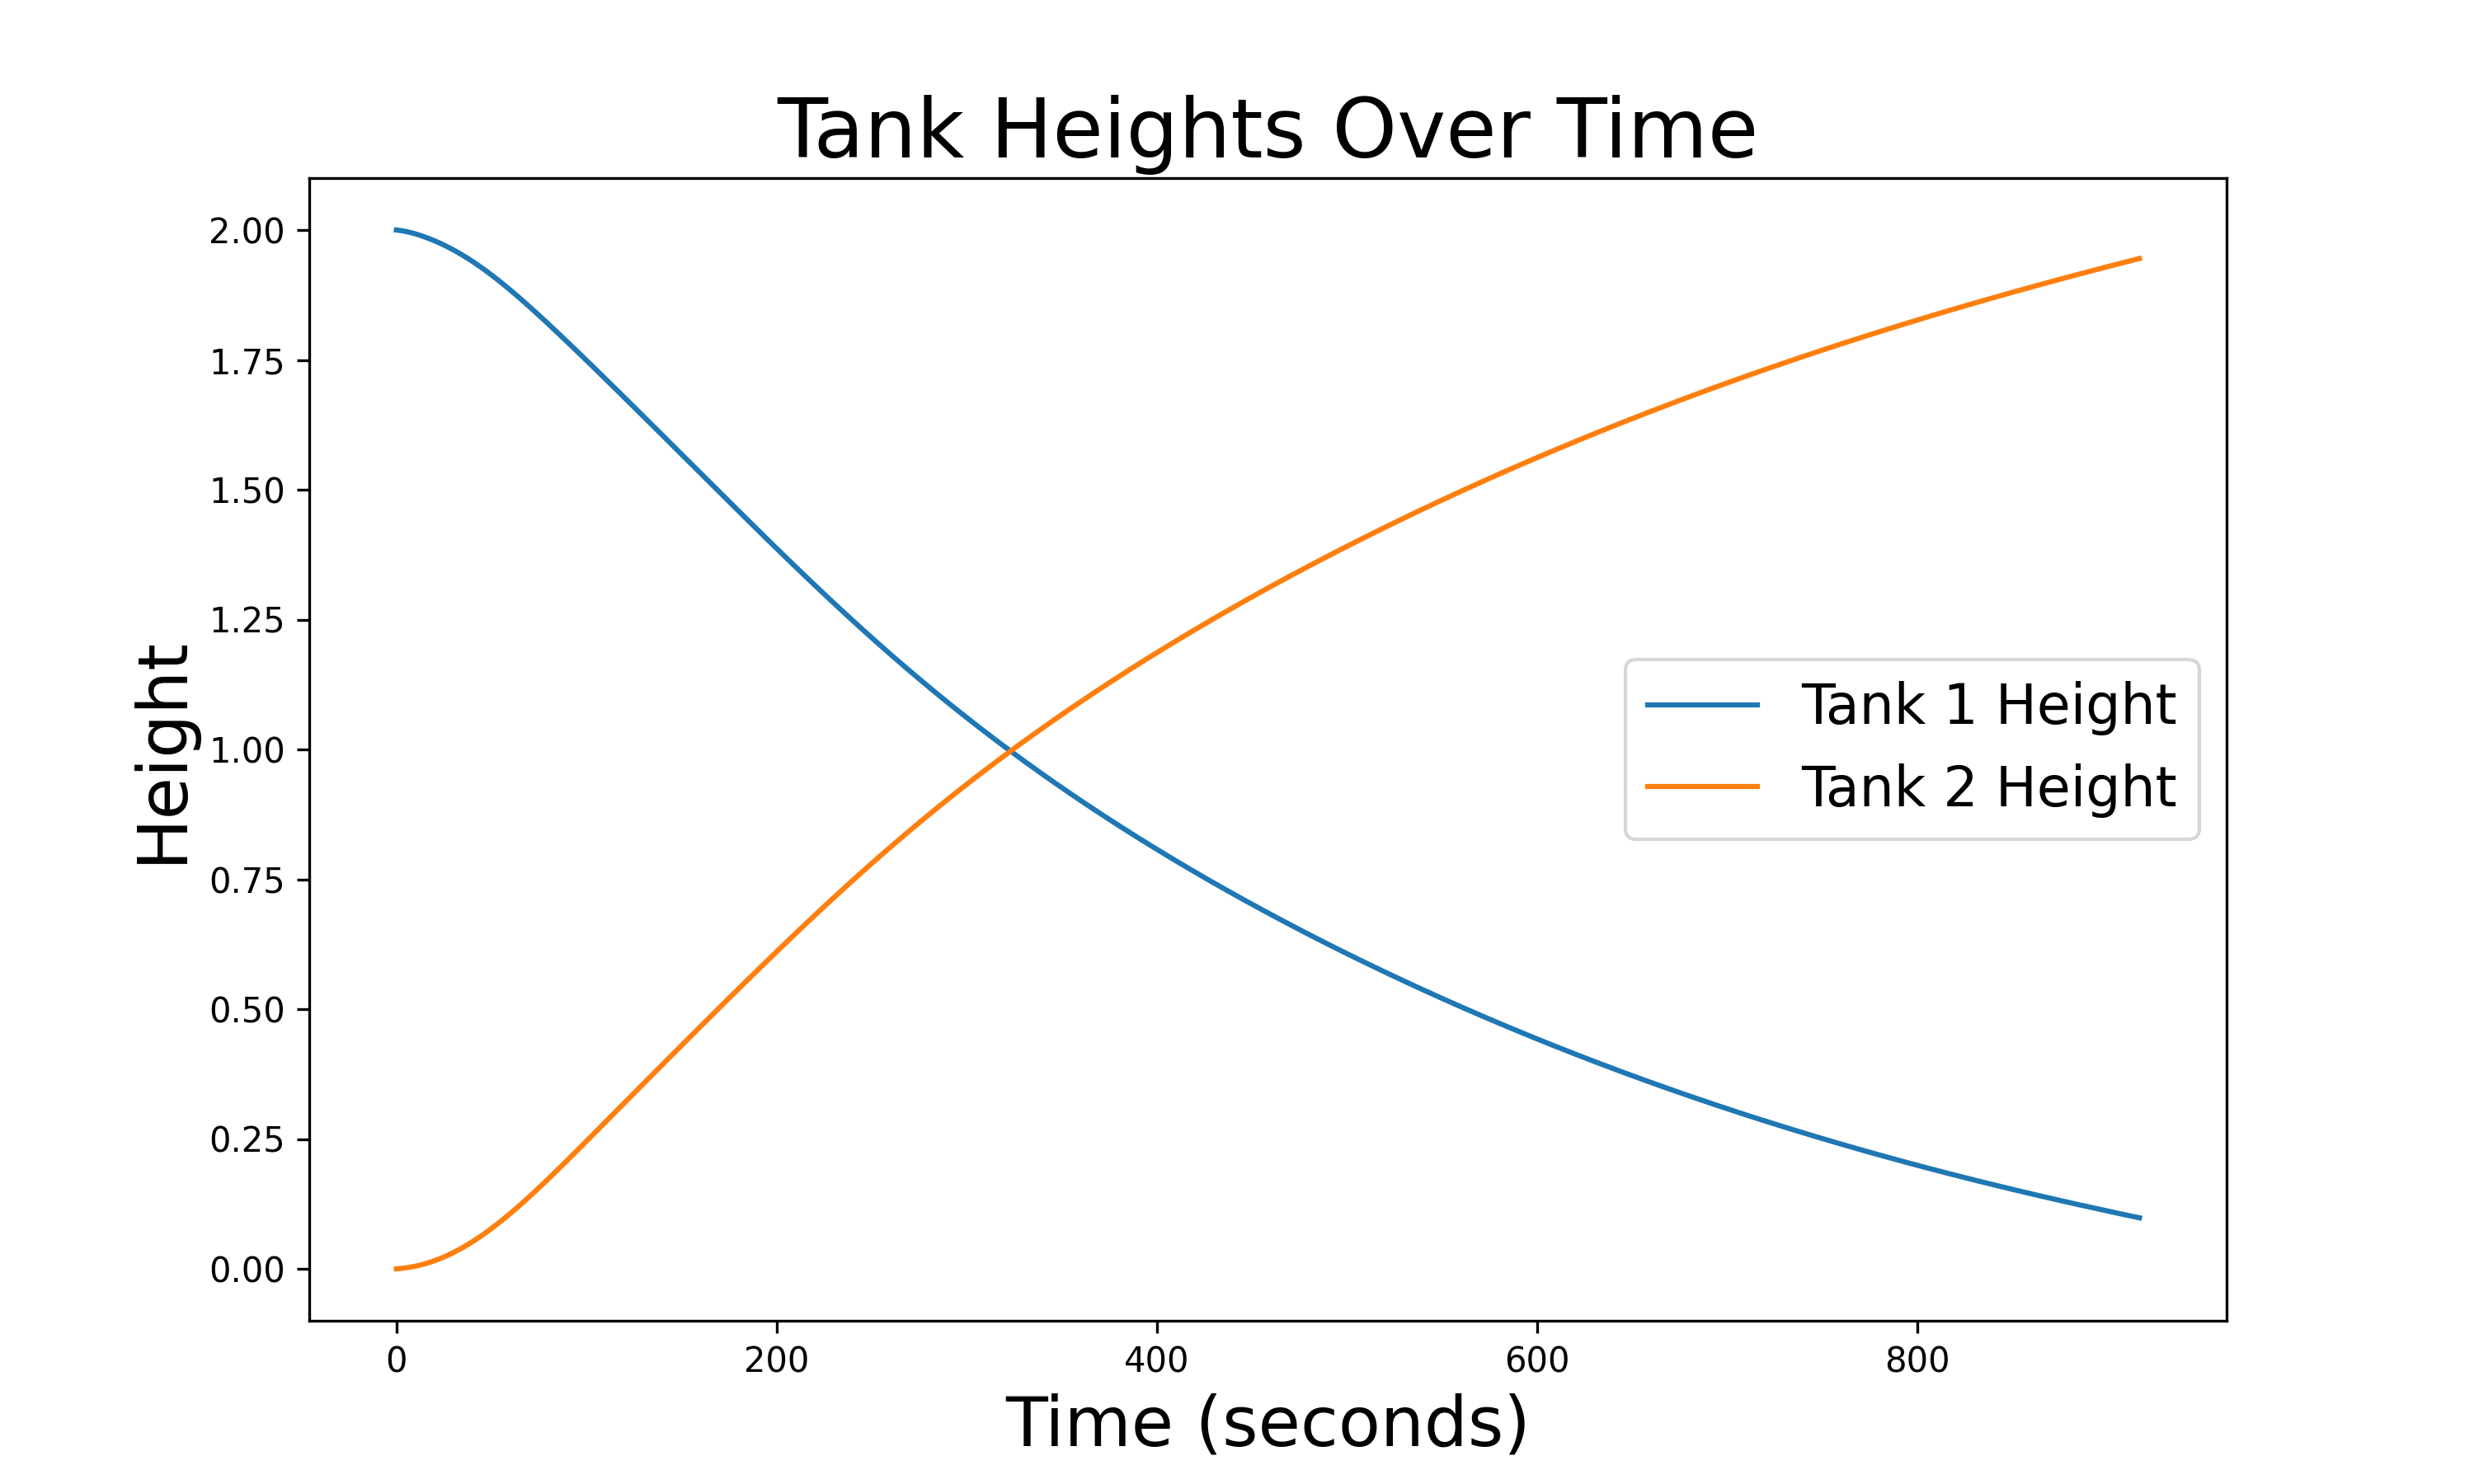 Tank Heights Over Time
Height
2.00
1.75
1.50
1.25
1.00
0.75
0.50
0.25
0.00
Tank 1 Height
Tank 2 Height
0 200 400 600 800
Time (seconds)